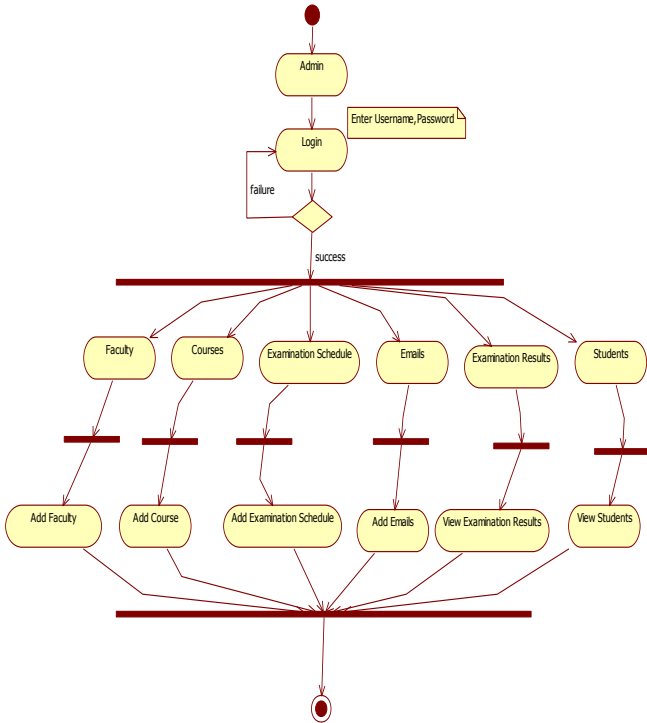 Admin
Enter Username,Password
Login
failure
success
Faculty
Courses
Examination Schedule
Emails
Examination Results
Students
Add Faculty
Add Course
Add Examination Schedule
Add Emails
View Examination Results
View Students